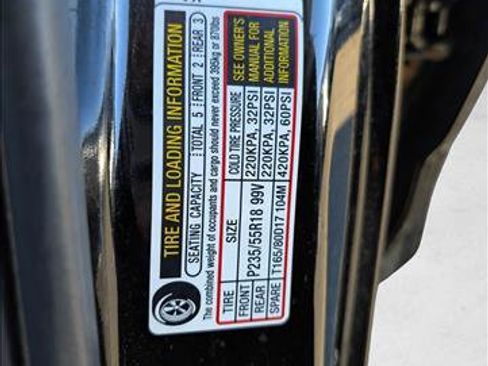 TIRE AND LOADING INFORMATION
SEATING CAPACITY TOTAL 5 FRONT 2 REAR 3
The combined weight of occupants and cargo should never exceed 395kg or 870lbs
TIRE SIZE COLD TIRE PRESSURE
FRONT P235/55R18 99V 220KPA, 32PSI
REAR 220KPA, 32PSI
SPARE T165/80D17 104M 420KPA, 60PSI
SEE OWNER'S
MANUAL FOR
ADDITIONAL
INFORMATION